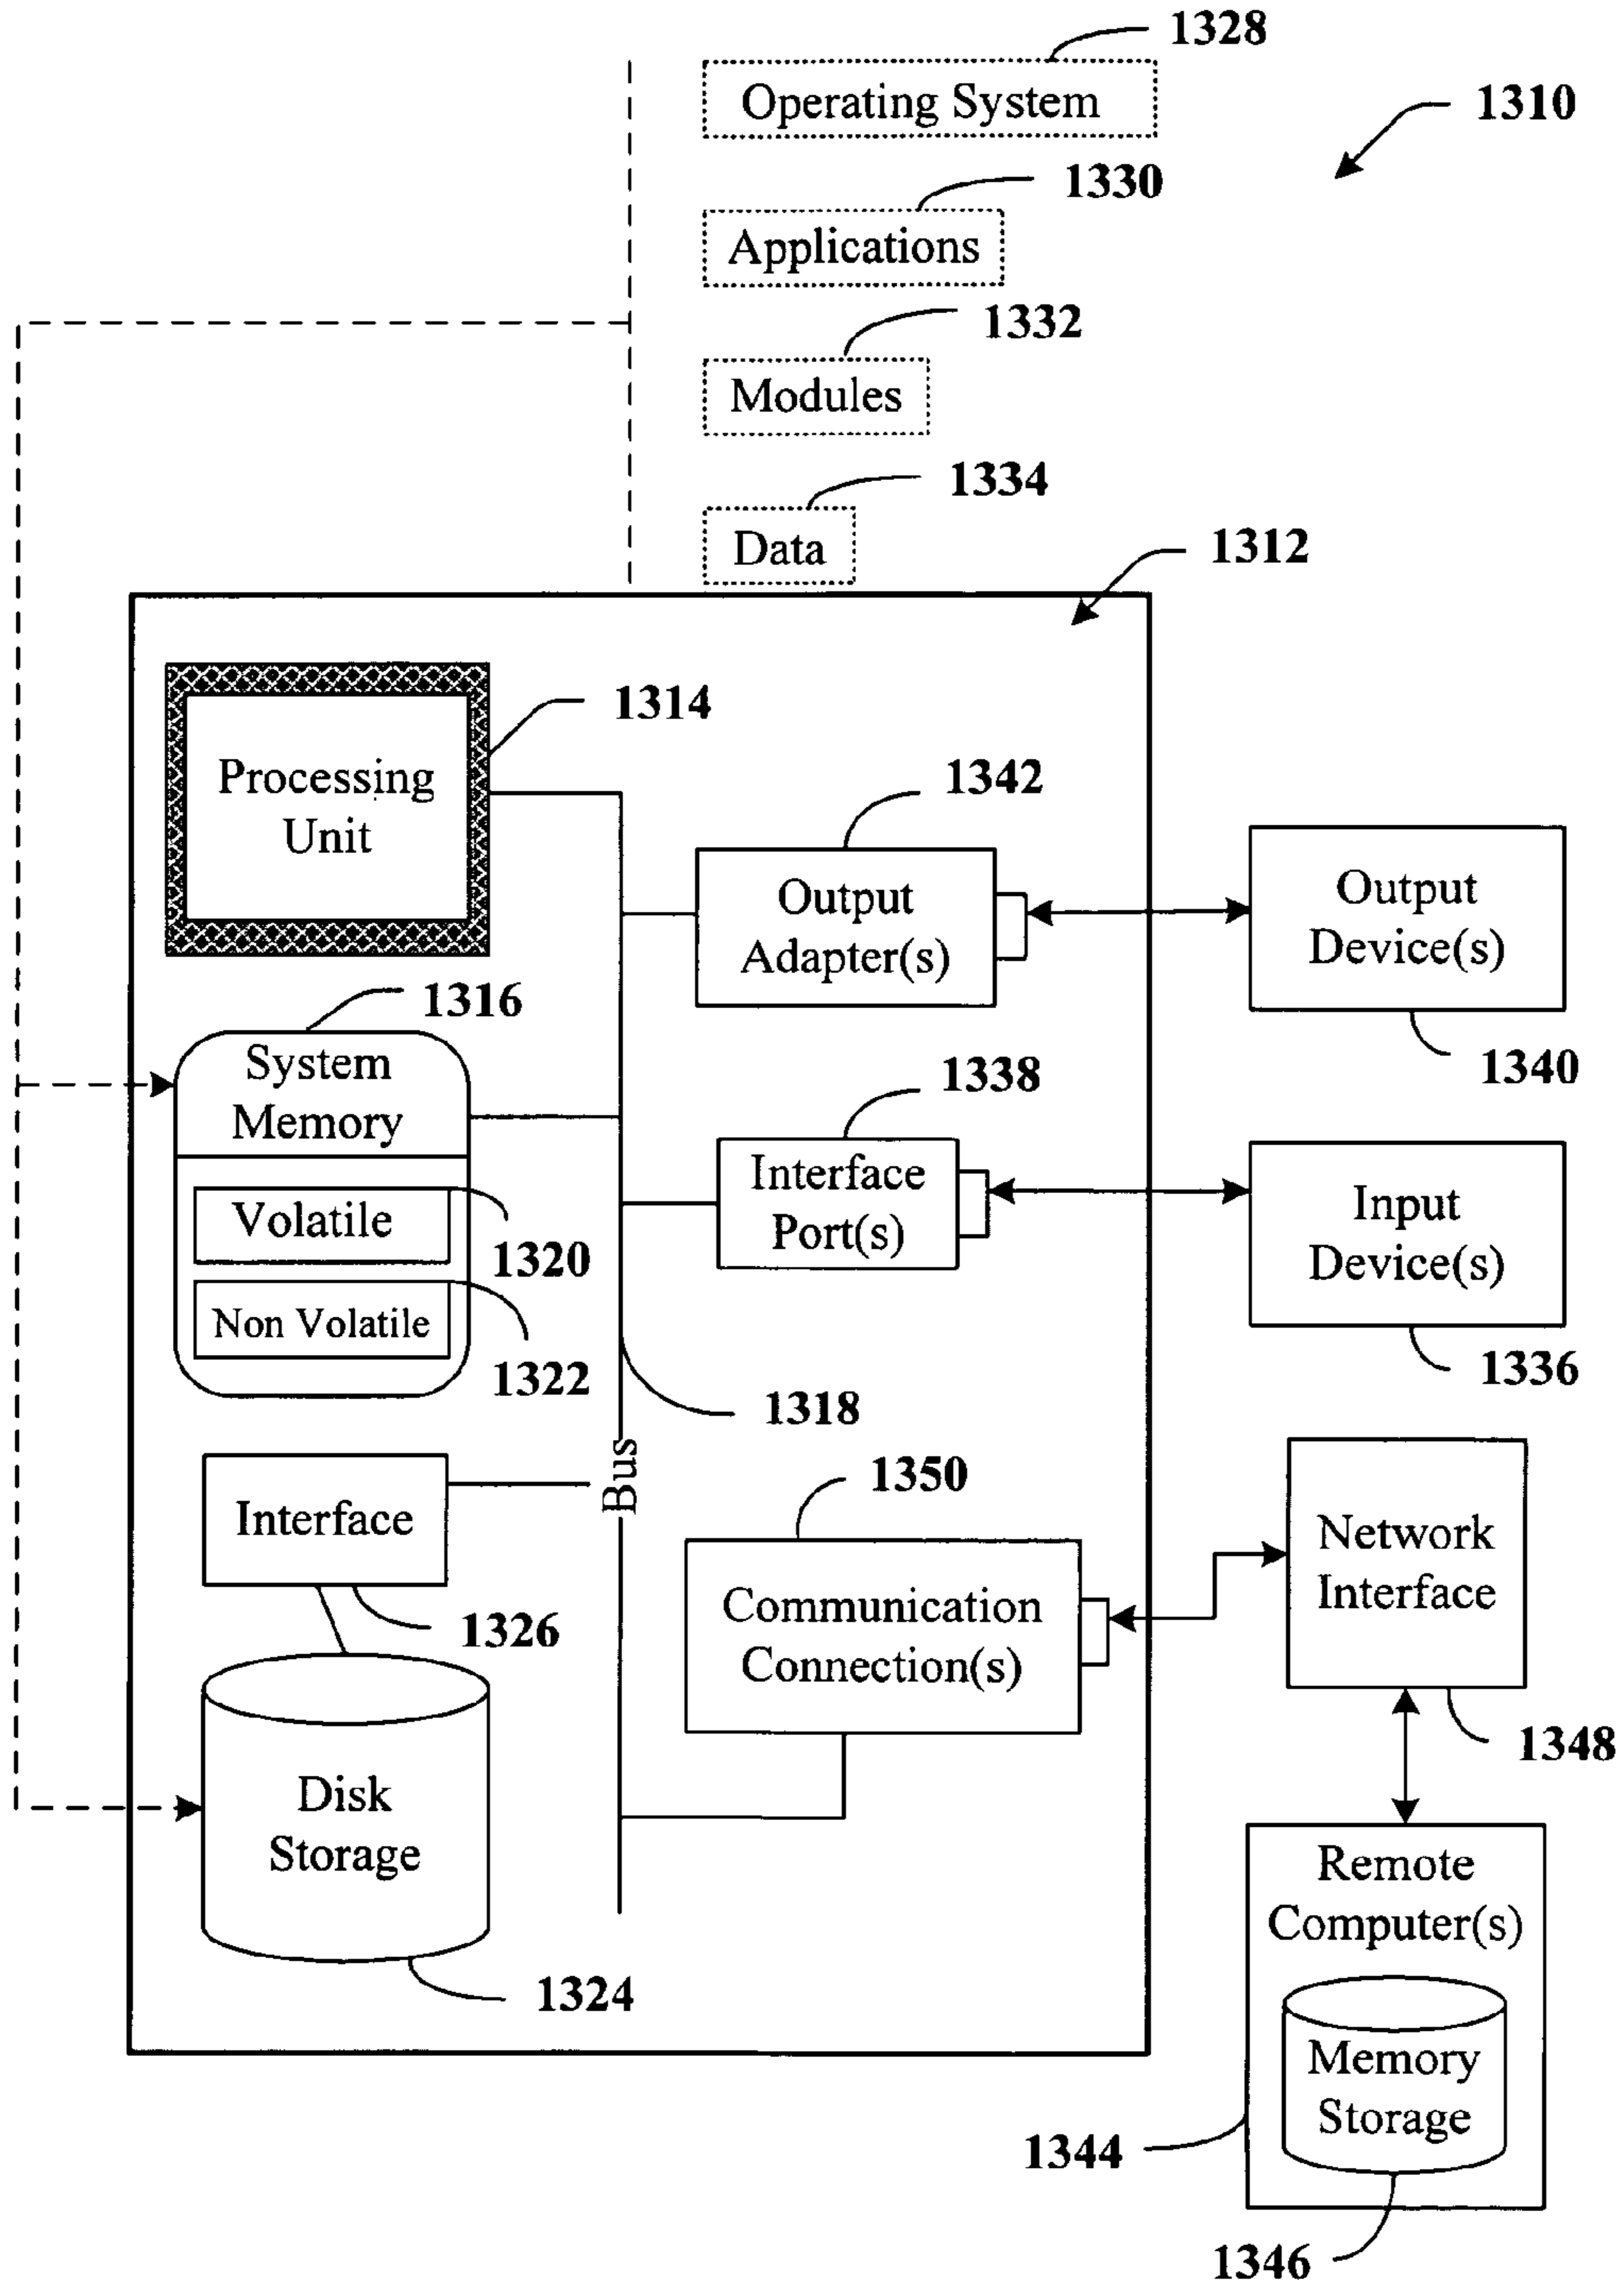 1328
Operating System
1310
1330
Applications
1332
Modules
1334
Data
1312
1314
Processing
Unit
1342
Output
Adapter(s)
Output
Device(s)
1340
1316
System
Memory
Volatile
1320
Non Volatile
1322
1338
Interface
Port(s)
Input
Device(s)
1336
1318
Bus
Interface
1326
1350
Communication
Connection(s)
Network
Interface
1348
Disk
Storage
1324
Remote
Computer(s)
Memory
Storage
1344
1346